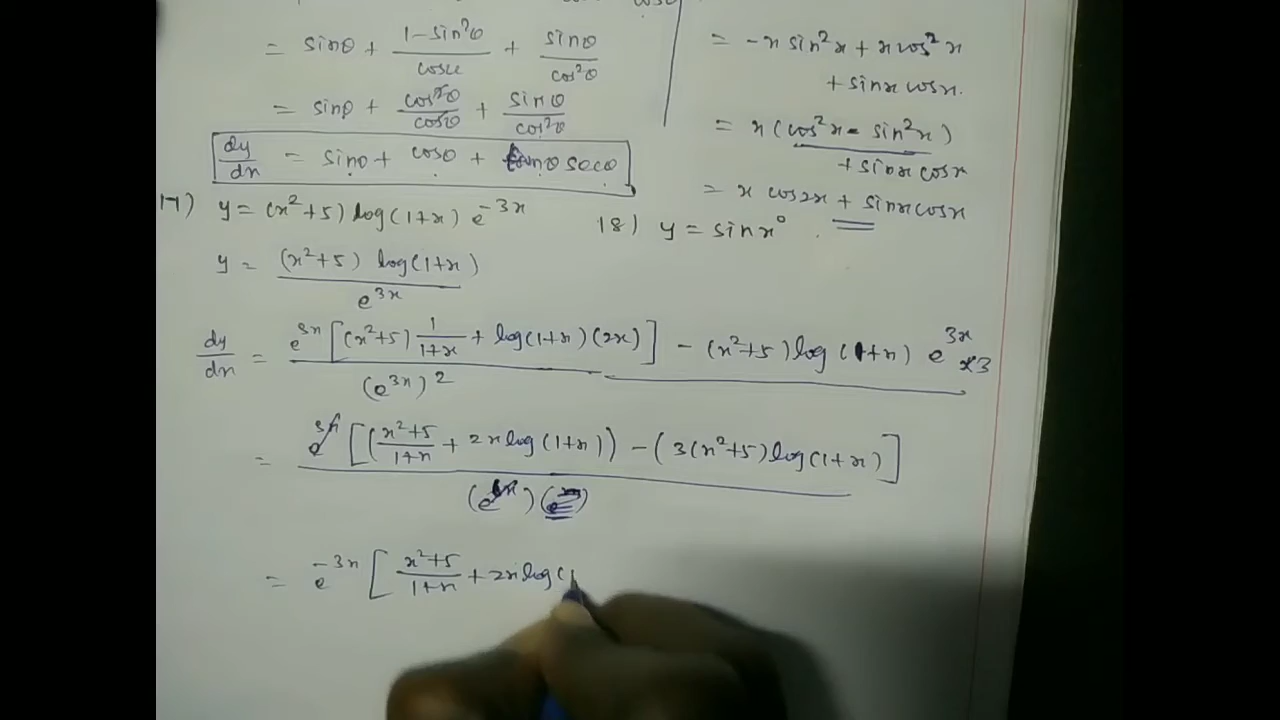 = sinθ + (1-sin²θ)/cosθ + sinθ/cos²θ
= sinθ + cos²θ/cosθ + sinθ/cos²θ
dy/dx = sinθ + cosθ + tanθ secθ
= -x sin²x + x cos²x
+ sinx cosx.
= x (cos²x - sin²x)
+ sinx cosx
= x cos2x + sinx cosx
17) y = (x²+5) log(1+x) e^-3x
18) y = sin x°.
y = (x²+5) log(1+x) / e^3x
dy/dx = e^3x [(x²+5) 1/(1+x) + log(1+x) (2x)] - (x²+5) log(1+x) e^3x ×3 / (e^3x)²
= e^3x [((x²+5)/(1+x) + 2x log(1+x)) - (3(x²+5) log(1+x)] / (e^3x)
= e^-3x [(x²+5)/(1+x) + 2x log(1